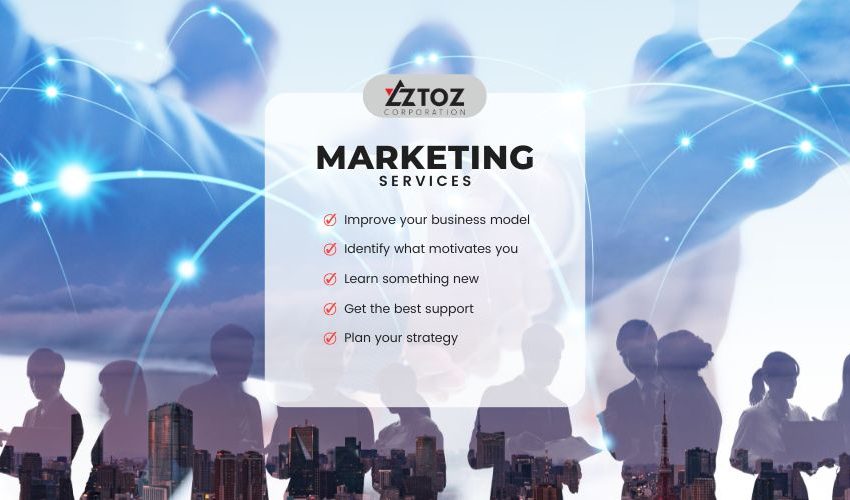 AZTOZ
CORPORATION
MARKETING
SERVICES
Improve your business model
Identify what motivates you
Learn something new
Get the best support
Plan your strategy